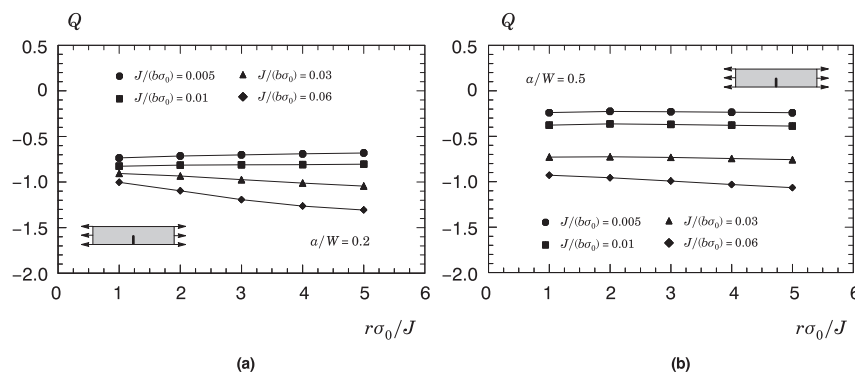 Q
0.5
0
−0.5
−1.0
−1.5
−2.0
0 1 2 3 4 5 6
J/(bσ₀) = 0.005
J/(bσ₀) = 0.03
J/(bσ₀) = 0.01
J/(bσ₀) = 0.06
a/W = 0.2
rσ₀/J
(a)
Q
0.5
0
−0.5
−1.0
−1.5
−2.0
0 1 2 3 4 5 6
a/W = 0.5
J/(bσ₀) = 0.005
J/(bσ₀) = 0.03
J/(bσ₀) = 0.01
J/(bσ₀) = 0.06
rσ₀/J
(b)